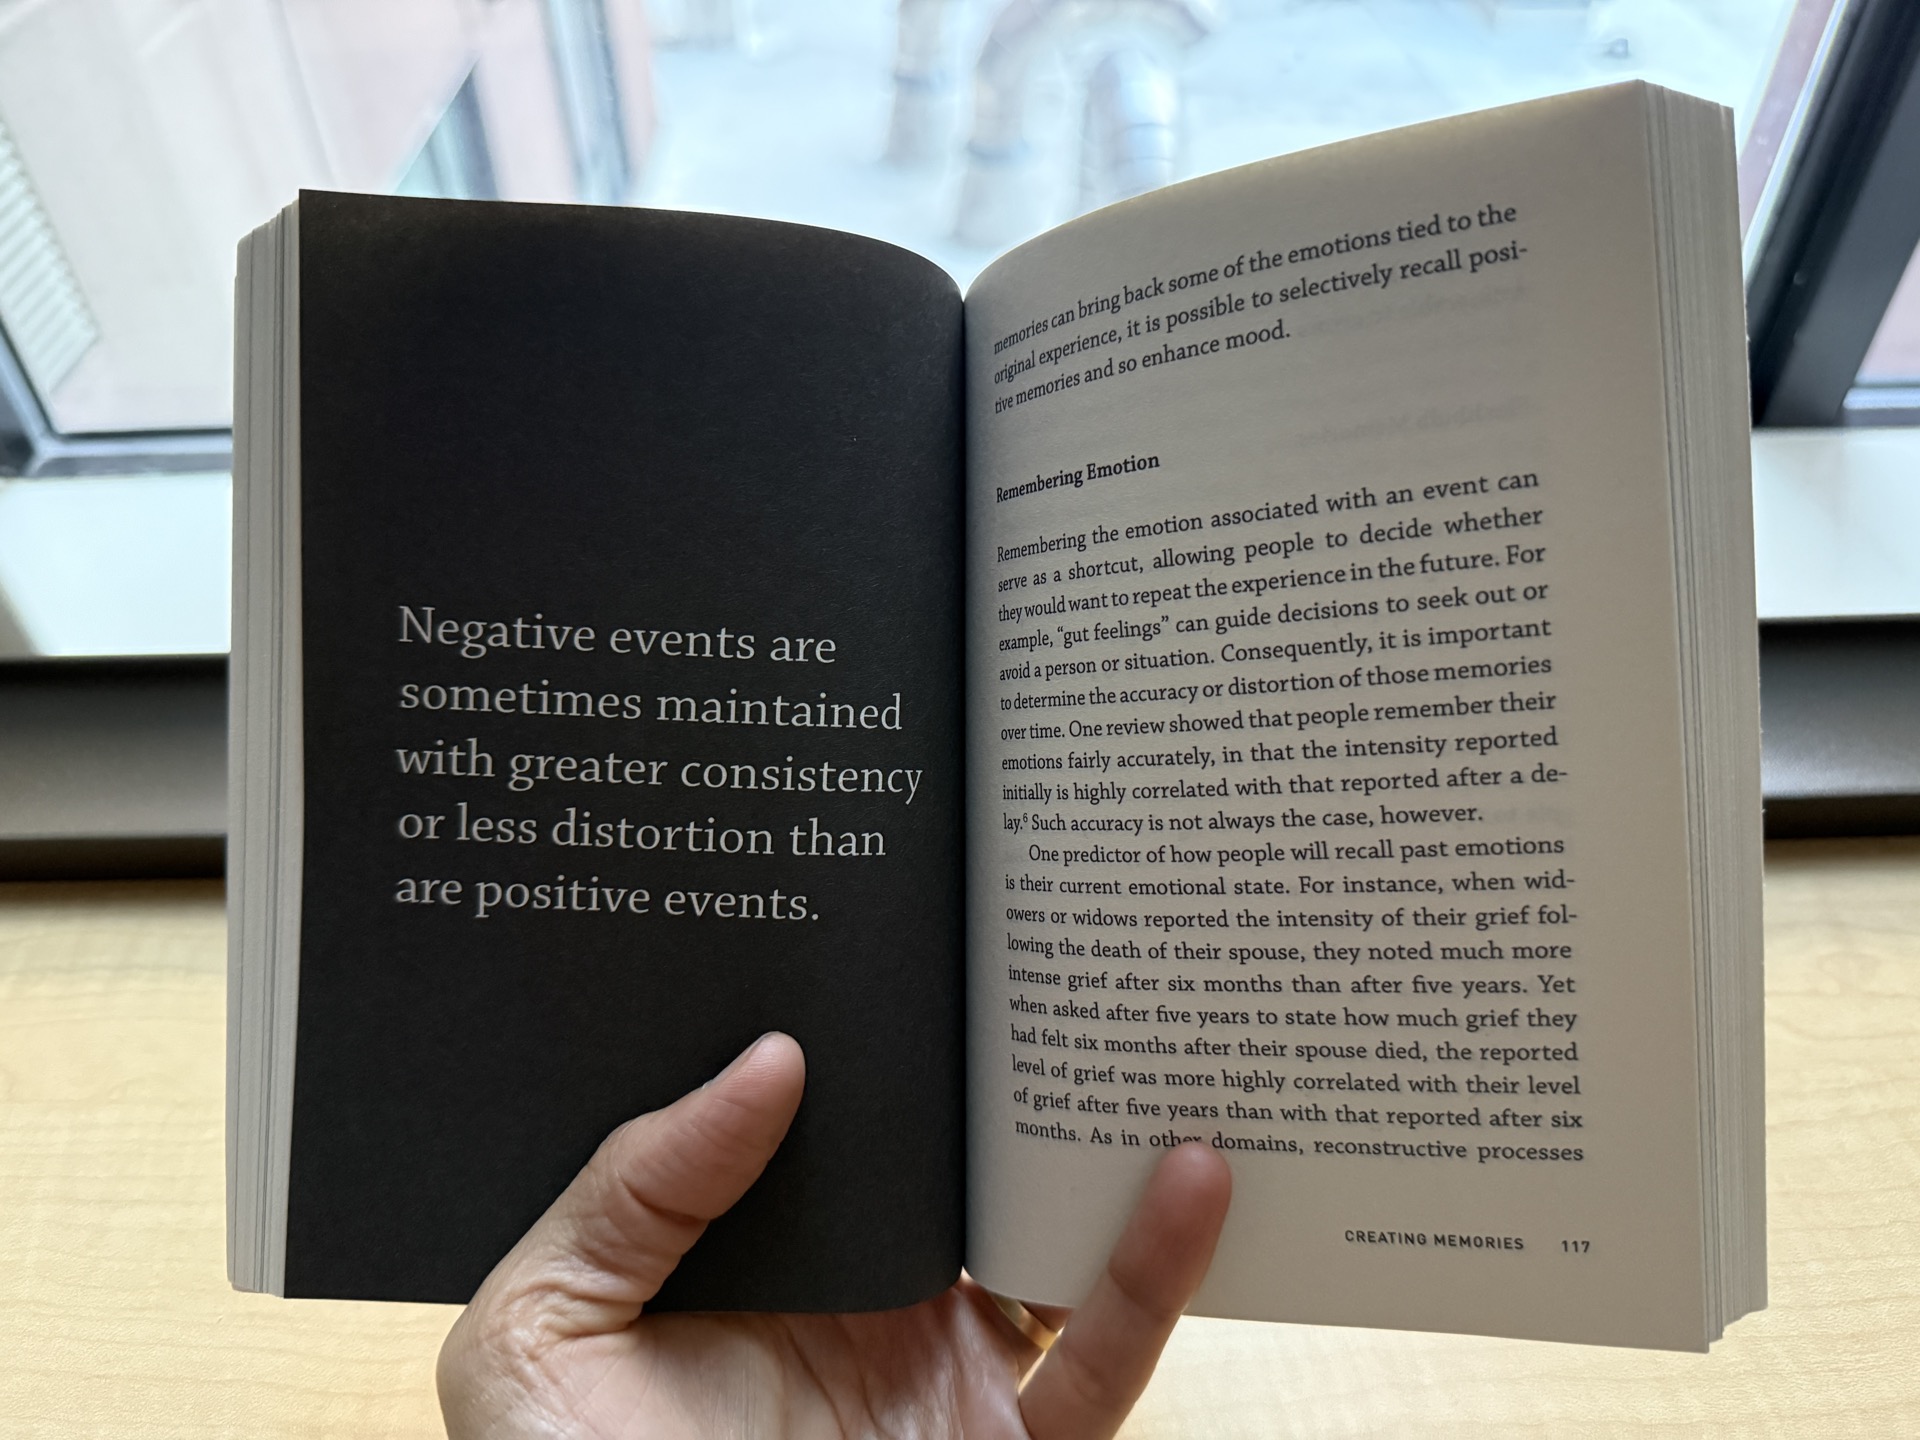 Negative events are
sometimes maintained
with greater consistency
or less distortion than
are positive events.
memories can bring back some of the emotions tied to the
original experience, it is possible to selectively recall posi-
tive memories and so enhance mood.
Remembering Emotion
Remembering the emotion associated with an event can
serve as a shortcut, allowing people to decide whether
they would want to repeat the experience in the future. For
example, “gut feelings” can guide decisions to seek out or
avoid a person or situation. Consequently, it is important
to determine the accuracy or distortion of those memories
over time. One review showed that people remember their
emotions fairly accurately, in that the intensity reported
initially is highly correlated with that reported after a de-
lay.⁶ Such accuracy is not always the case, however.
One predictor of how people will recall past emotions
is their current emotional state. For instance, when wid-
owers or widows reported the intensity of their grief fol-
lowing the death of their spouse, they noted much more
intense grief after six months than after five years. Yet
when asked after five years to state how much grief they
had felt six months after their spouse died, the reported
level of grief was more highly correlated with their level
of grief after five years than with that reported after six
months. As in other domains, reconstructive processes
CREATING MEMORIES 117